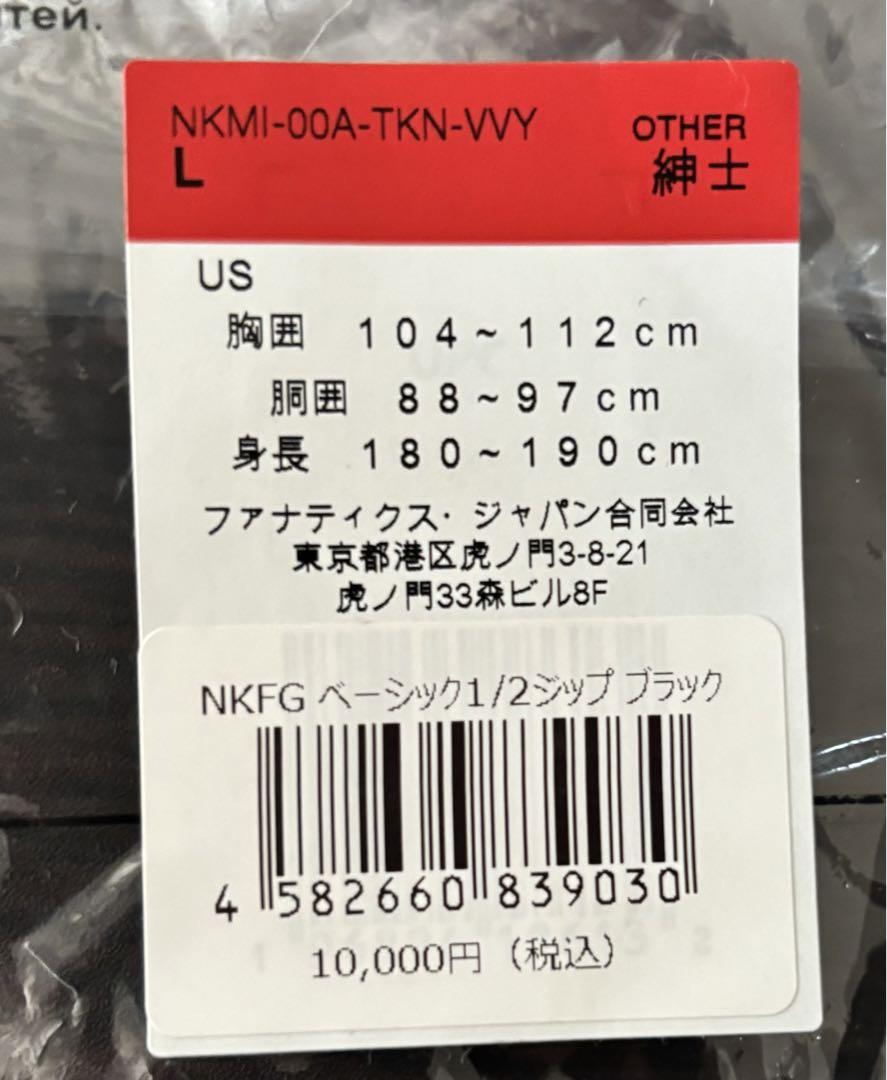 тей.
NKMI-00A-TKN-VVY OTHER
L 紳士
US
胸囲 104~112cm
胴囲 88~97cm
身長 180~190cm
ファナティクス・ジャパン合同会社
東京都港区虎ノ門3-8-21
虎ノ門33森ビル8F
NKFG ベーシック1/2ジップ ブラック
4 582660 839030
10,000円（税込）